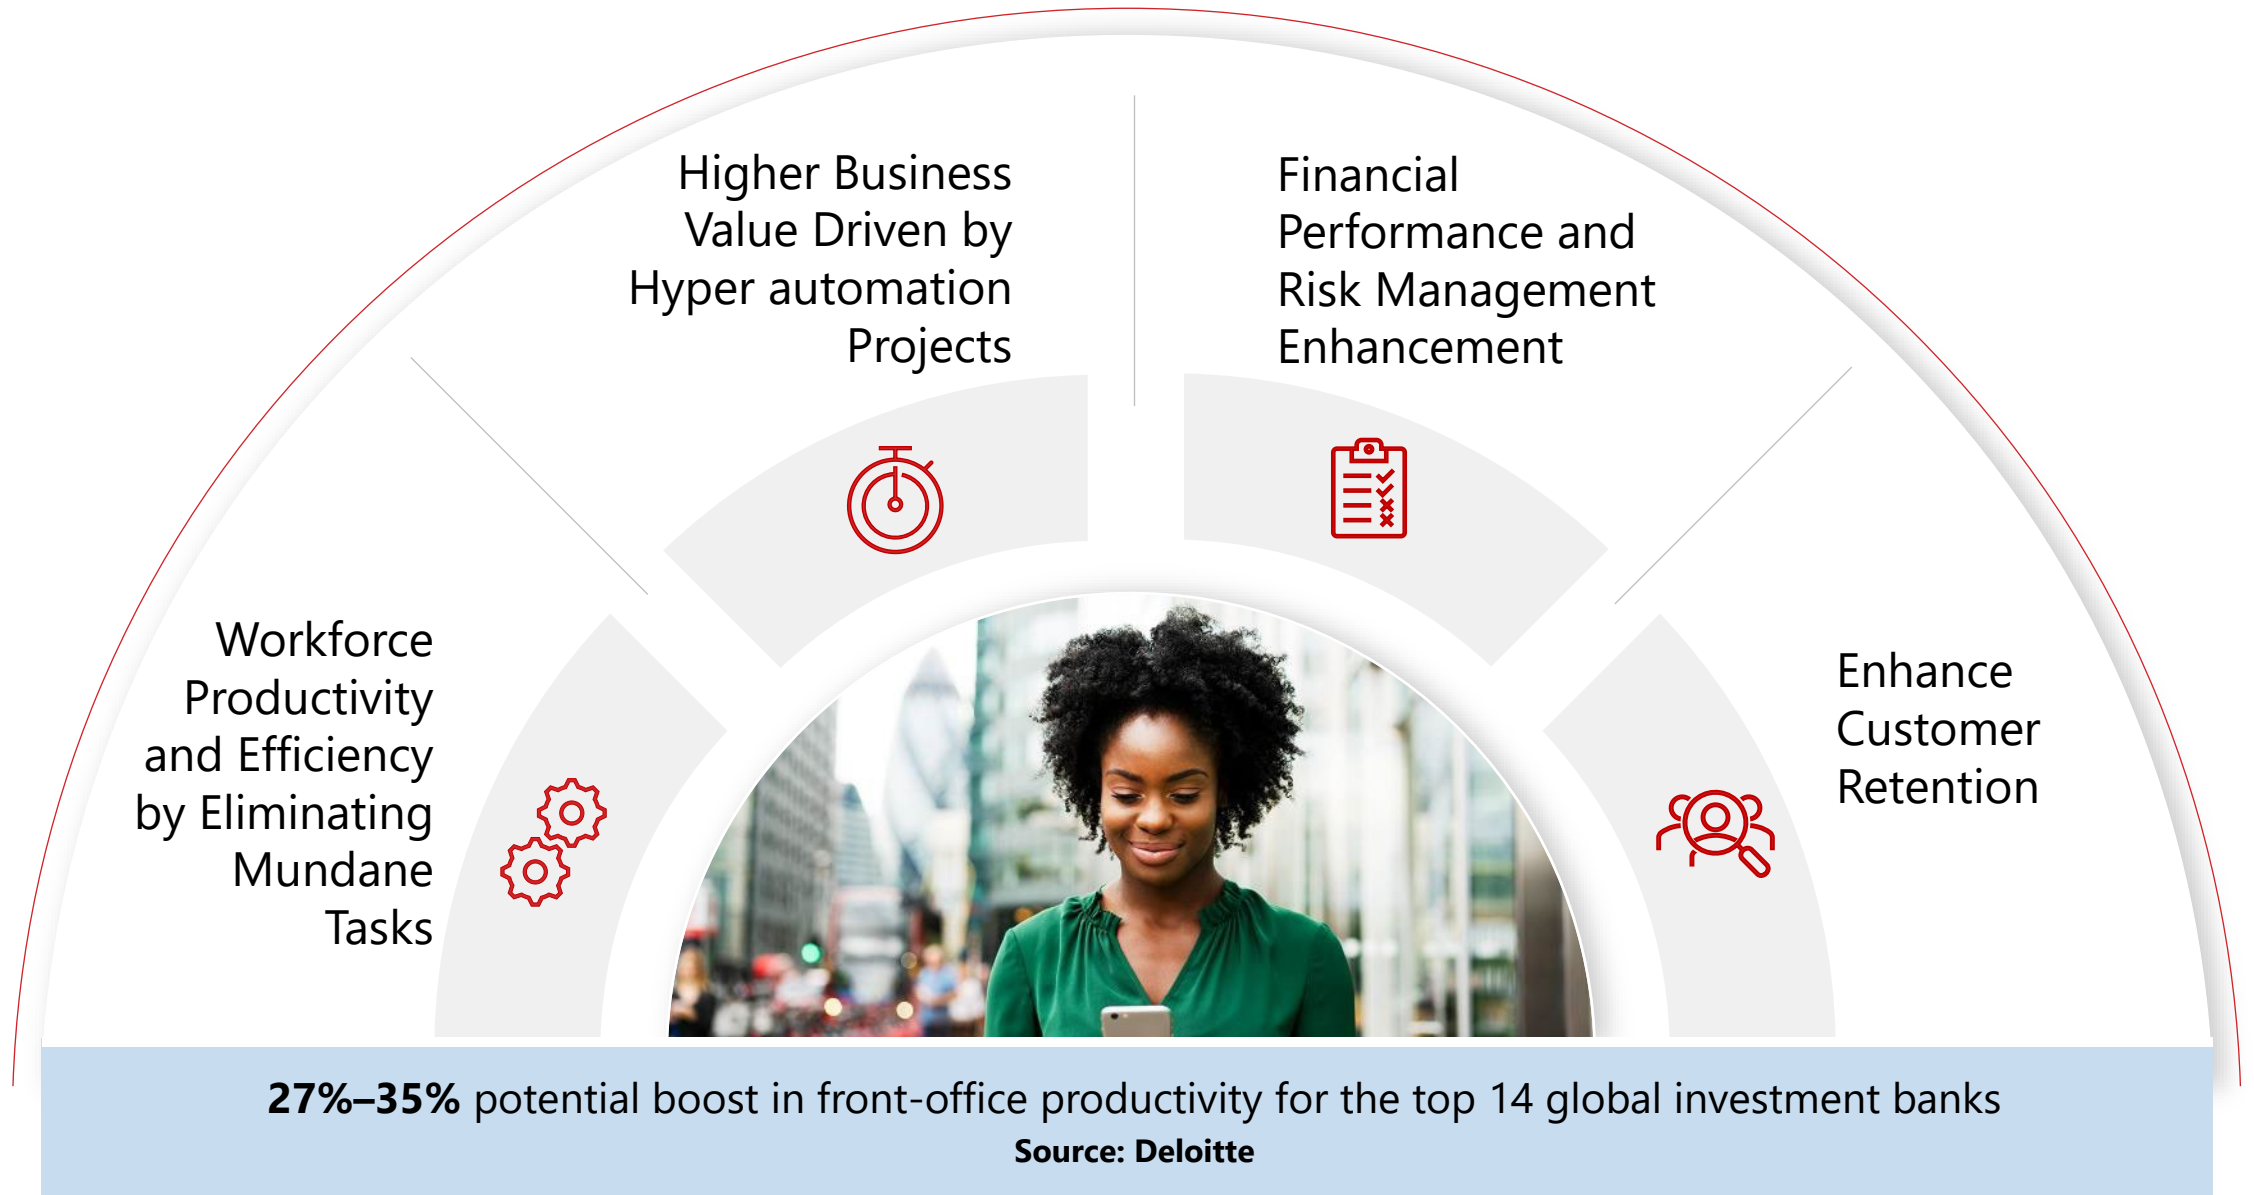 Higher Business
Value Driven by
Hyper automation
Projects
Financial
Performance and
Risk Management
Enhancement
Workforce
Productivity
and Efficiency
by Eliminating
Mundane
Tasks
Enhance
Customer
Retention
27%–35% potential boost in front-office productivity for the top 14 global investment banks
Source: Deloitte